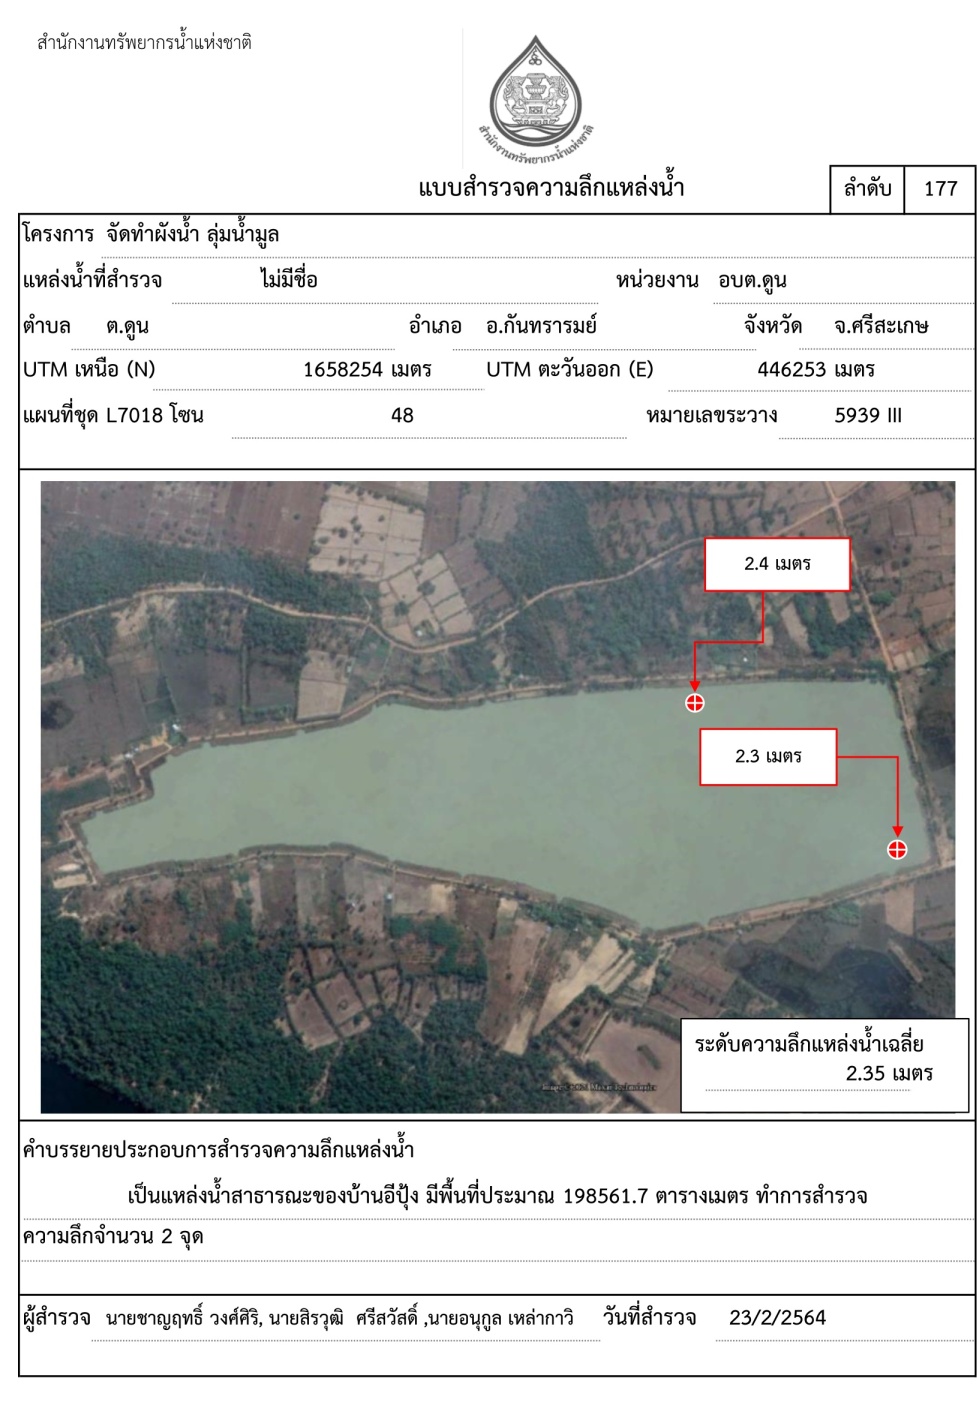 สำนักงานทรัพยากรน้ำแห่งชาติ
สำนักงานทรัพยากรน้ำแห่งชาติ
แบบสำรวจความลึกแหล่งน้ำ
ลำดับ 177
โครงการ จัดทำผังน้ำ ลุ่มน้ำมูล
แหล่งน้ำที่สำรวจ ไม่มีชื่อ หน่วยงาน อบต.ดูน
ตำบล ต.ดูน อำเภอ อ.กันทรารมย์ จังหวัด จ.ศรีสะเกษ
UTM เหนือ (N) 1658254 เมตร UTM ตะวันออก (E) 446253 เมตร
แผนที่ชุด L7018 โซน 48 หมายเลขระวาง 5939 III
2.4 เมตร
2.3 เมตร
ระดับความลึกแหล่งน้ำเฉลี่ย
2.35 เมตร
คำบรรยายประกอบการสำรวจความลึกแหล่งน้ำ
เป็นแหล่งน้ำสาธารณะของบ้านอีปุ้ง มีพื้นที่ประมาณ 198561.7 ตารางเมตร ทำการสำรวจ
ความลึกจำนวน 2 จุด
ผู้สำรวจ นายชาญฤทธิ์ วงศ์ศิริ, นายสิรวุฒิ ศรีสวัสดิ์ ,นายอนุกูล เหล่ากาวิ วันที่สำรวจ 23/2/2564